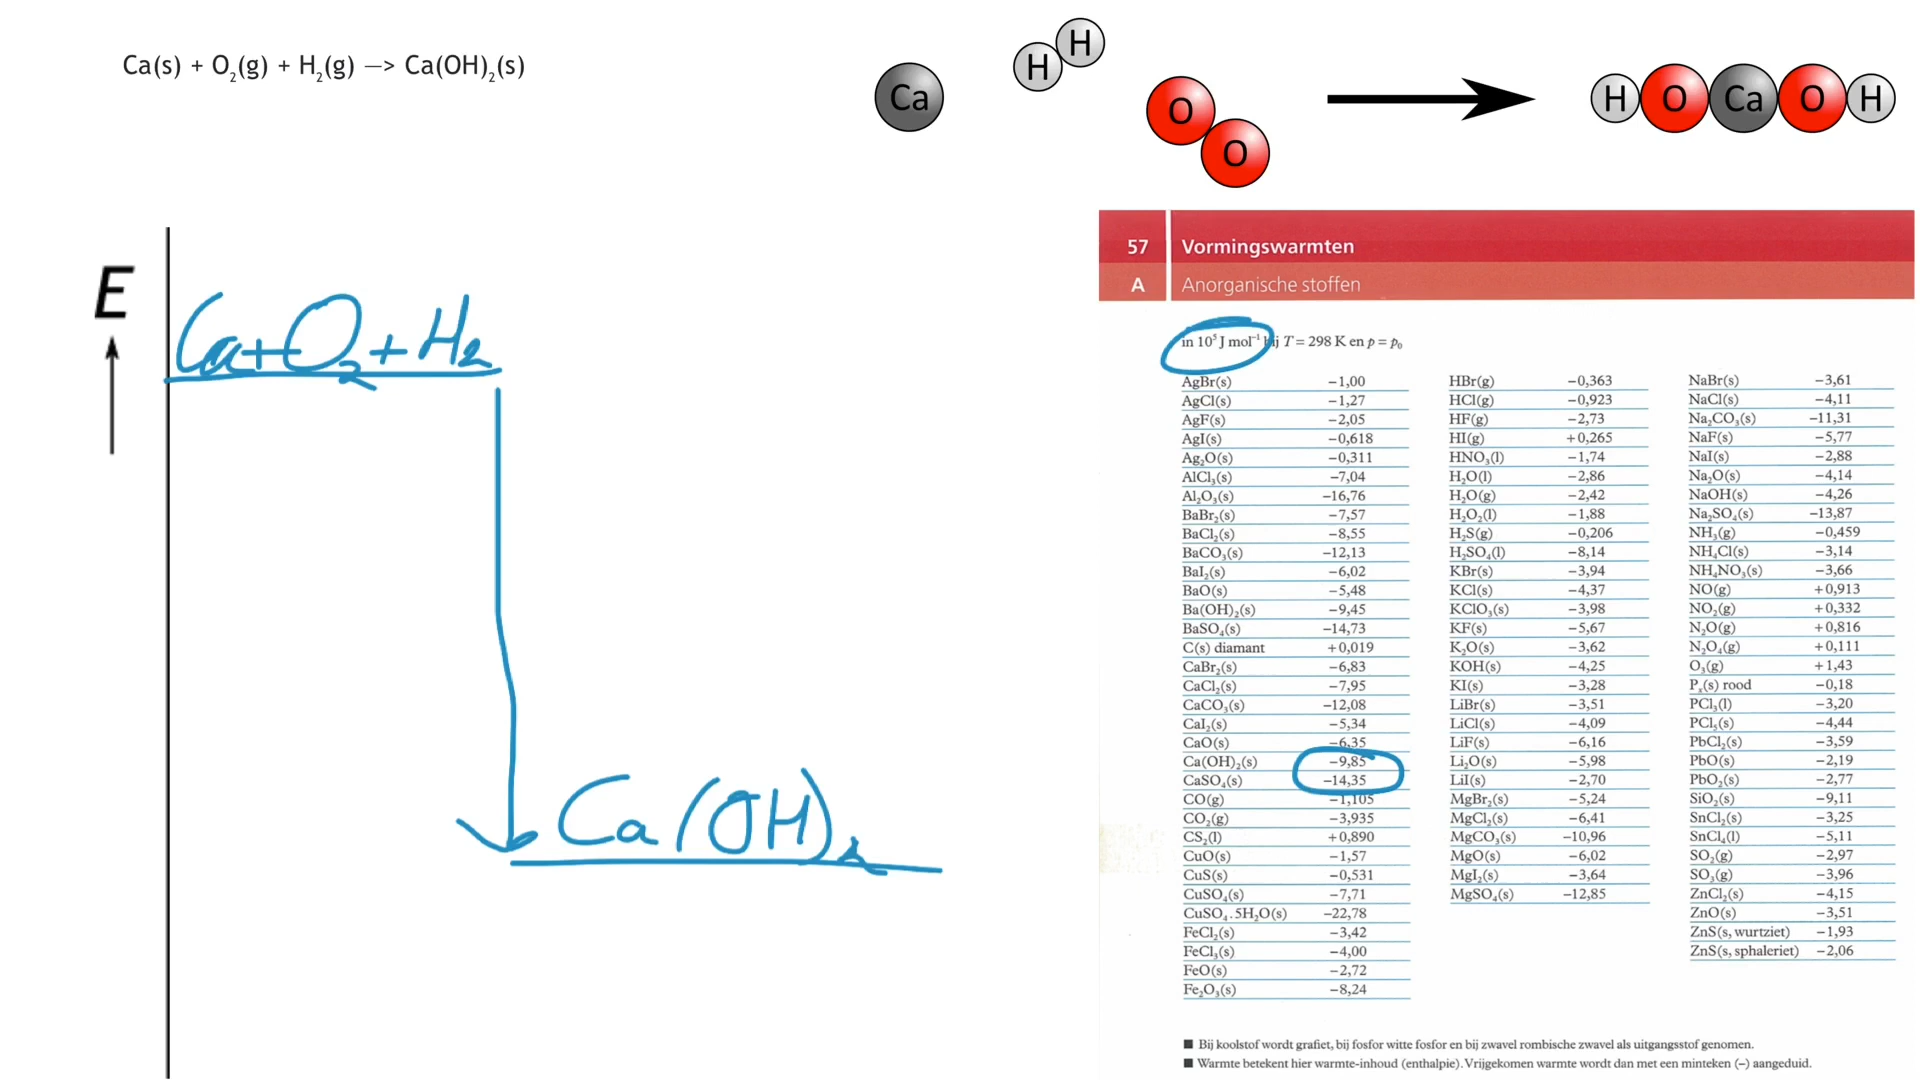 Ca(s) + O₂(g) + H₂(g) —> Ca(OH)₂(s)
Ca
H H
O O
H O Ca O H
E
Ca+O₂+H₂
Ca(OH)₂
57 Vormingswarmten
A Anorganische stoffen
in 10⁵ J mol⁻¹ bij T = 298 K en p = p₀
AgBr(s) −1,00
AgCl(s) −1,27
AgF(s) −2,05
AgI(s) −0,618
Ag₂O(s) −0,311
AlCl₃(s) −7,04
Al₂O₃(s) −16,76
BaBr₂(s) −7,57
BaCl₂(s) −8,55
BaCO₃(s) −12,13
BaI₂(s) −6,02
BaO(s) −5,48
Ba(OH)₂(s) −9,45
BaSO₄(s) −14,73
C(s) diamant +0,019
CaBr₂(s) −6,83
CaCl₂(s) −7,95
CaCO₃(s) −12,08
CaI₂(s) −5,34
CaO(s) −6,35
Ca(OH)₂(s) −9,85
CaSO₄(s) −14,35
CO(g) −1,105
CO₂(g) −3,935
CS₂(l) +0,890
CuO(s) −1,57
CuS(s) −0,531
CuSO₄(s) −7,71
CuSO₄.5H₂O(s) −22,78
FeCl₂(s) −3,42
FeCl₃(s) −4,00
FeO(s) −2,72
Fe₂O₃(s) −8,24
HBr(g) −0,363
HCl(g) −0,923
HF(g) −2,73
HI(g) +0,265
HNO₃(l) −1,74
H₂O(l) −2,86
H₂O(g) −2,42
H₂O₂(l) −1,88
H₂S(g) −0,206
H₂SO₄(l) −8,14
KBr(s) −3,94
KCl(s) −4,37
KClO₃(s) −3,98
KF(s) −5,67
K₂O(s) −3,62
KOH(s) −4,25
KI(s) −3,28
LiBr(s) −3,51
LiCl(s) −4,09
LiF(s) −6,16
Li₂O(s) −5,98
LiI(s) −2,70
MgBr₂(s) −5,24
MgCl₂(s) −6,41
MgCO₃(s) −10,96
MgO(s) −6,02
MgI₂(s) −3,64
MgSO₄(s) −12,85
NaBr(s) −3,61
NaCl(s) −4,11
Na₂CO₃(s) −11,31
NaF(s) −5,77
NaI(s) −2,88
Na₂O(s) −4,14
NaOH(s) −4,26
Na₂SO₄(s) −13,87
NH₃(g) −0,459
NH₄Cl(s) −3,14
NH₄NO₃(s) −3,66
NO(g) +0,913
NO₂(g) +0,332
N₂O(g) +0,816
N₂O₄(g) +0,111
O₃(g) +1,43
Pₓ(s) rood −0,18
PCl₃(l) −3,20
PCl₅(s) −4,44
PbCl₂(s) −3,59
PbO(s) −2,19
PbO₂(s) −2,77
SiO₂(s) −9,11
SnCl₂(s) −3,25
SnCl₄(l) −5,11
SO₂(g) −2,97
SO₃(g) −3,96
ZnCl₂(s) −4,15
ZnO(s) −3,51
ZnS(s, wurtziet) −1,93
ZnS(s, sphaleriet) −2,06
■ Bij koolstof wordt grafiet, bij fosfor witte fosfor en bij zwavel rombische zwavel als uitgangsstof genomen.
■ Warmte betekent hier warmte-inhoud (enthalpie). Vrijgekomen warmte wordt dan met een minteken (−) aangeduid.